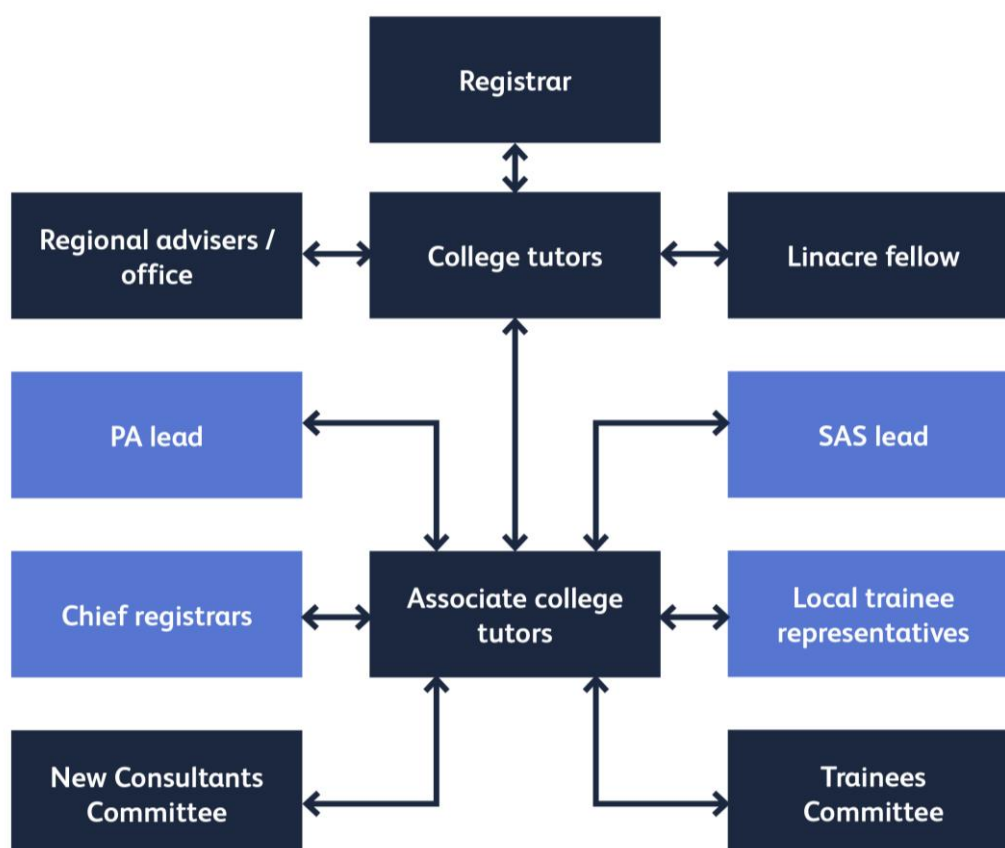 Registrar
Regional advisers /
office
College tutors
Linacre fellow
PA lead
SAS lead
Chief registrars
Associate college
tutors
Local trainee
representatives
New Consultants
Committee
Trainees
Committee